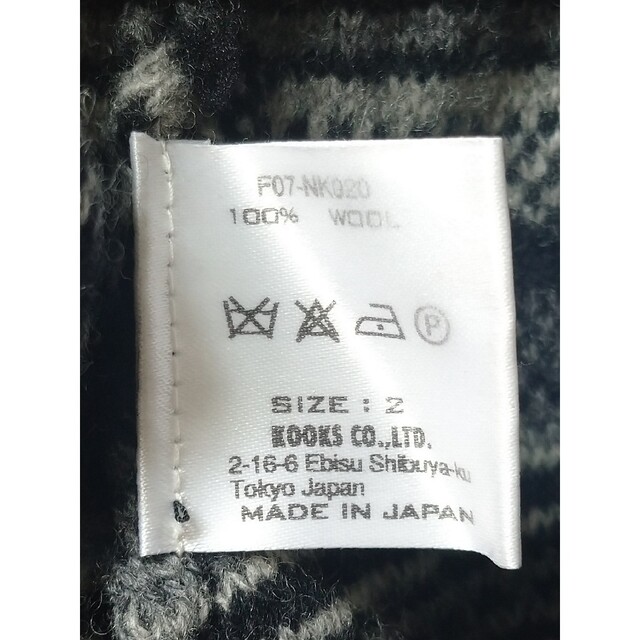 F07-NK020
100% WOOL
P
SIZE : 2
KOOKS CO.,LTD.
2-16-6 Ebisu Shibuya-ku
Tokyo Japan
MADE IN JAPAN